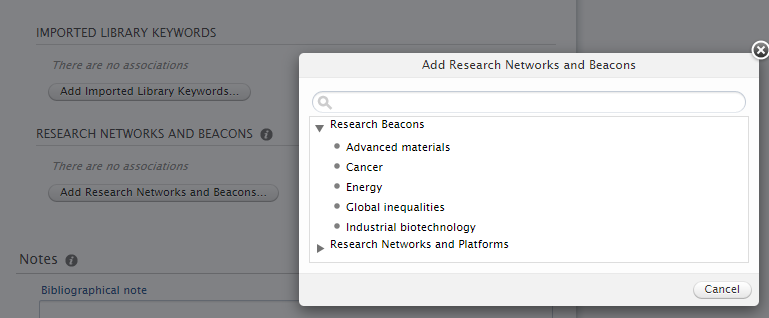 IMPORTED LIBRARY KEYWORDS
There are no associations
Add Imported Library Keywords...
RESEARCH NETWORKS AND BEACONS
There are no associations
Add Research Networks and Beacons...
Notes
Bibliographical note
Add Research Networks and Beacons
Research Beacons
Advanced materials
Cancer
Energy
Global inequalities
Industrial biotechnology
Research Networks and Platforms
Cancel